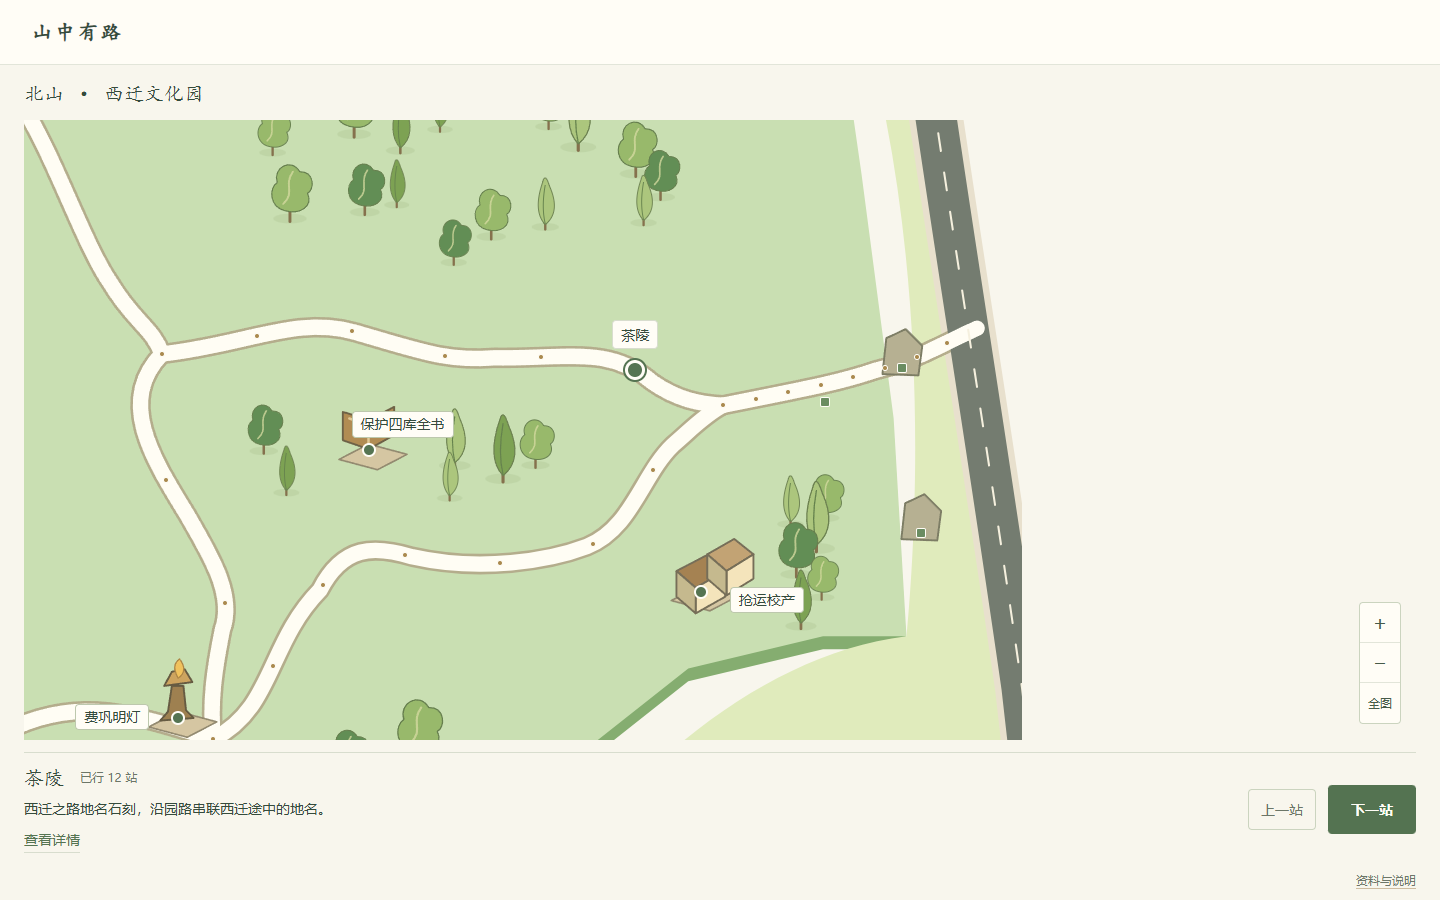 山中有路
北山 • 西迁文化园
茶陵
保护四库全书
抢运校产
费巩明灯
+
−
全图
茶陵 已行 12 站
西迁之路地名石刻，沿园路串联西迁途中的地名。
查看详情
上一站
下一站
资料与说明